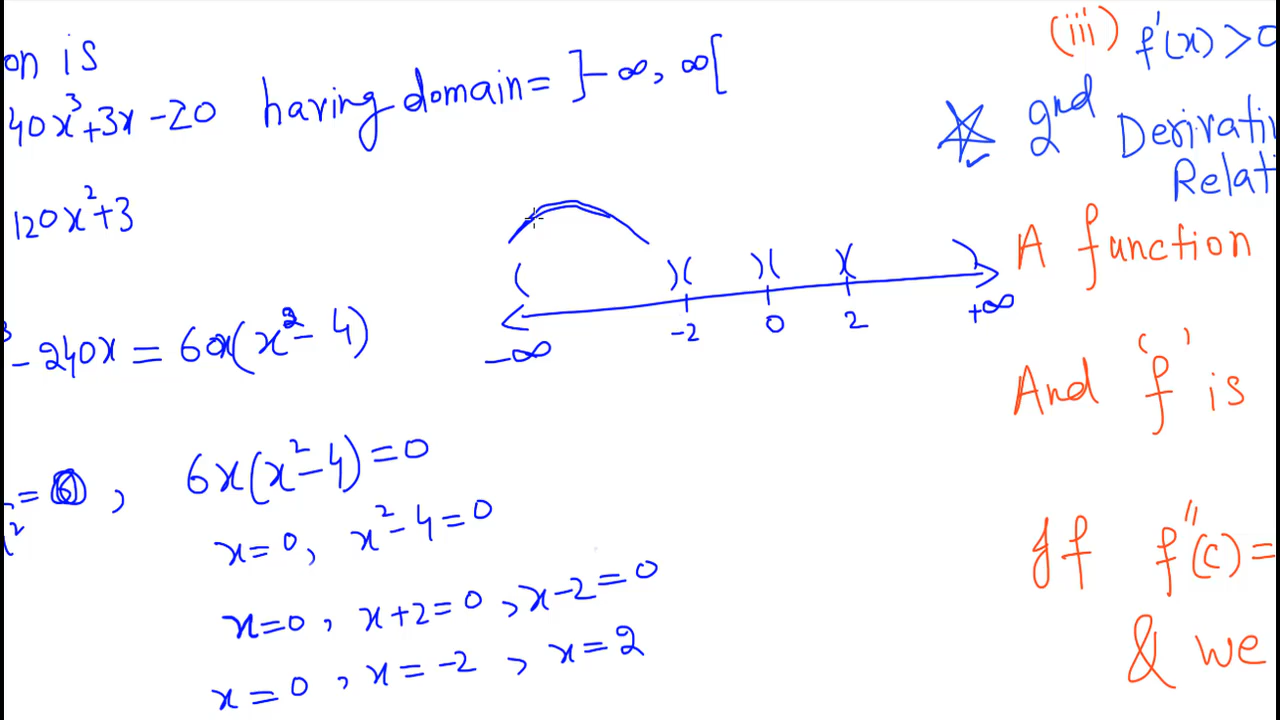 on is
40x³+3x-20 having domain= ]-∞, ∞[
120x²+3
-240x = 60x(x²-4)
-∞ -2 0 2 +∞
6x(x²-4)=0
x=0, x²-4=0
x=0, x+2=0, x-2=0
x=0, x=-2, x=2
(iii) f'(x)>0
2nd Derivati
Relat
A function
And 'f' is
If f''(c)=
& we